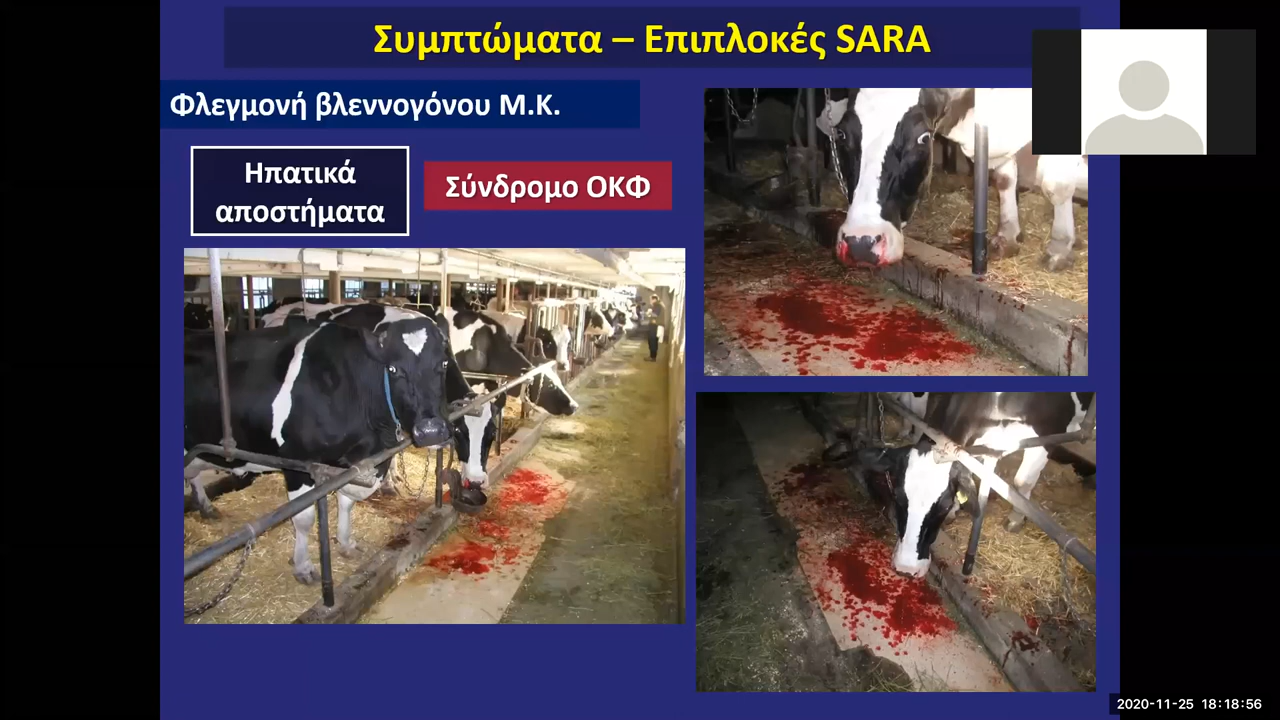 Συμπτώματα – Επιπλοκές SARA
Φλεγμονή βλεννογόνου Μ.Κ.
Ηπατικά
αποστήματα
Σύνδρομο ΟΚΦ
2020-11-25 18:18:56